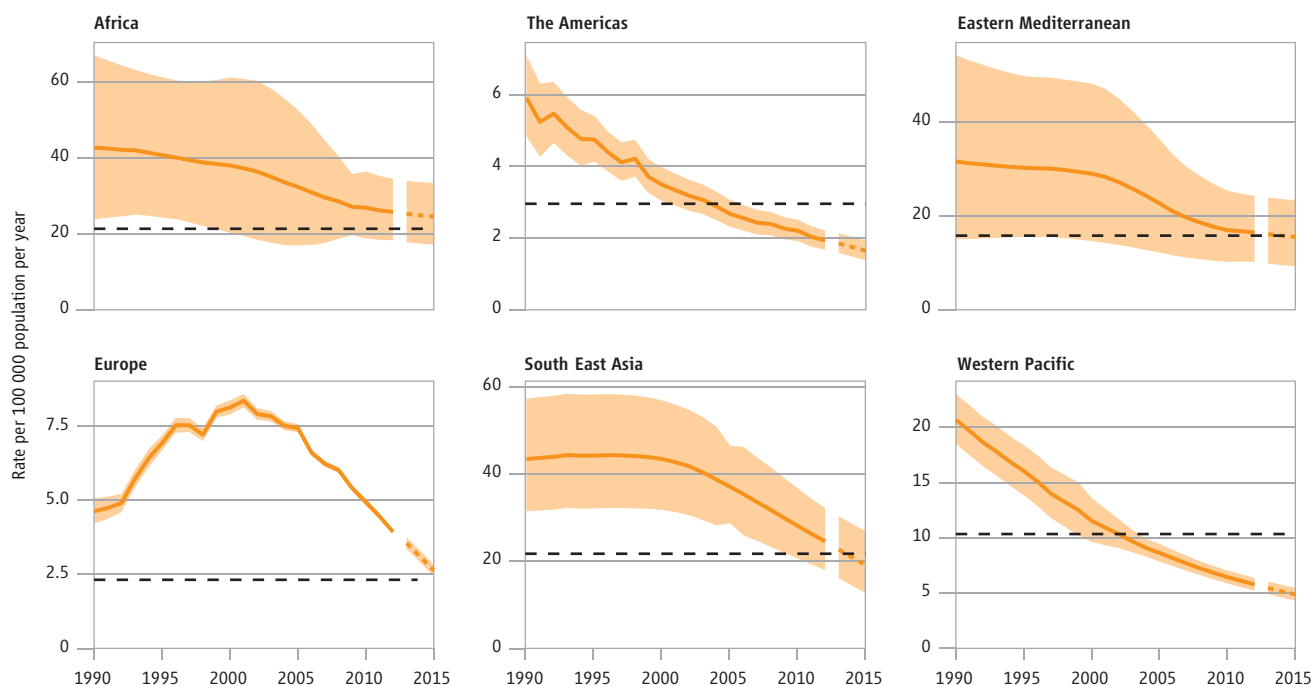 Africa
The Americas
Eastern Mediterranean
60
40
20
0
6
4
2
0
40
20
0
Rate per 100 000 population per year
Europe
South East Asia
Western Pacific
7.5
5.0
2.5
0
60
40
20
0
20
15
10
5
0
1990 1995 2000 2005 2010 2015
1990 1995 2000 2005 2010 2015
1990 1995 2000 2005 2010 2015